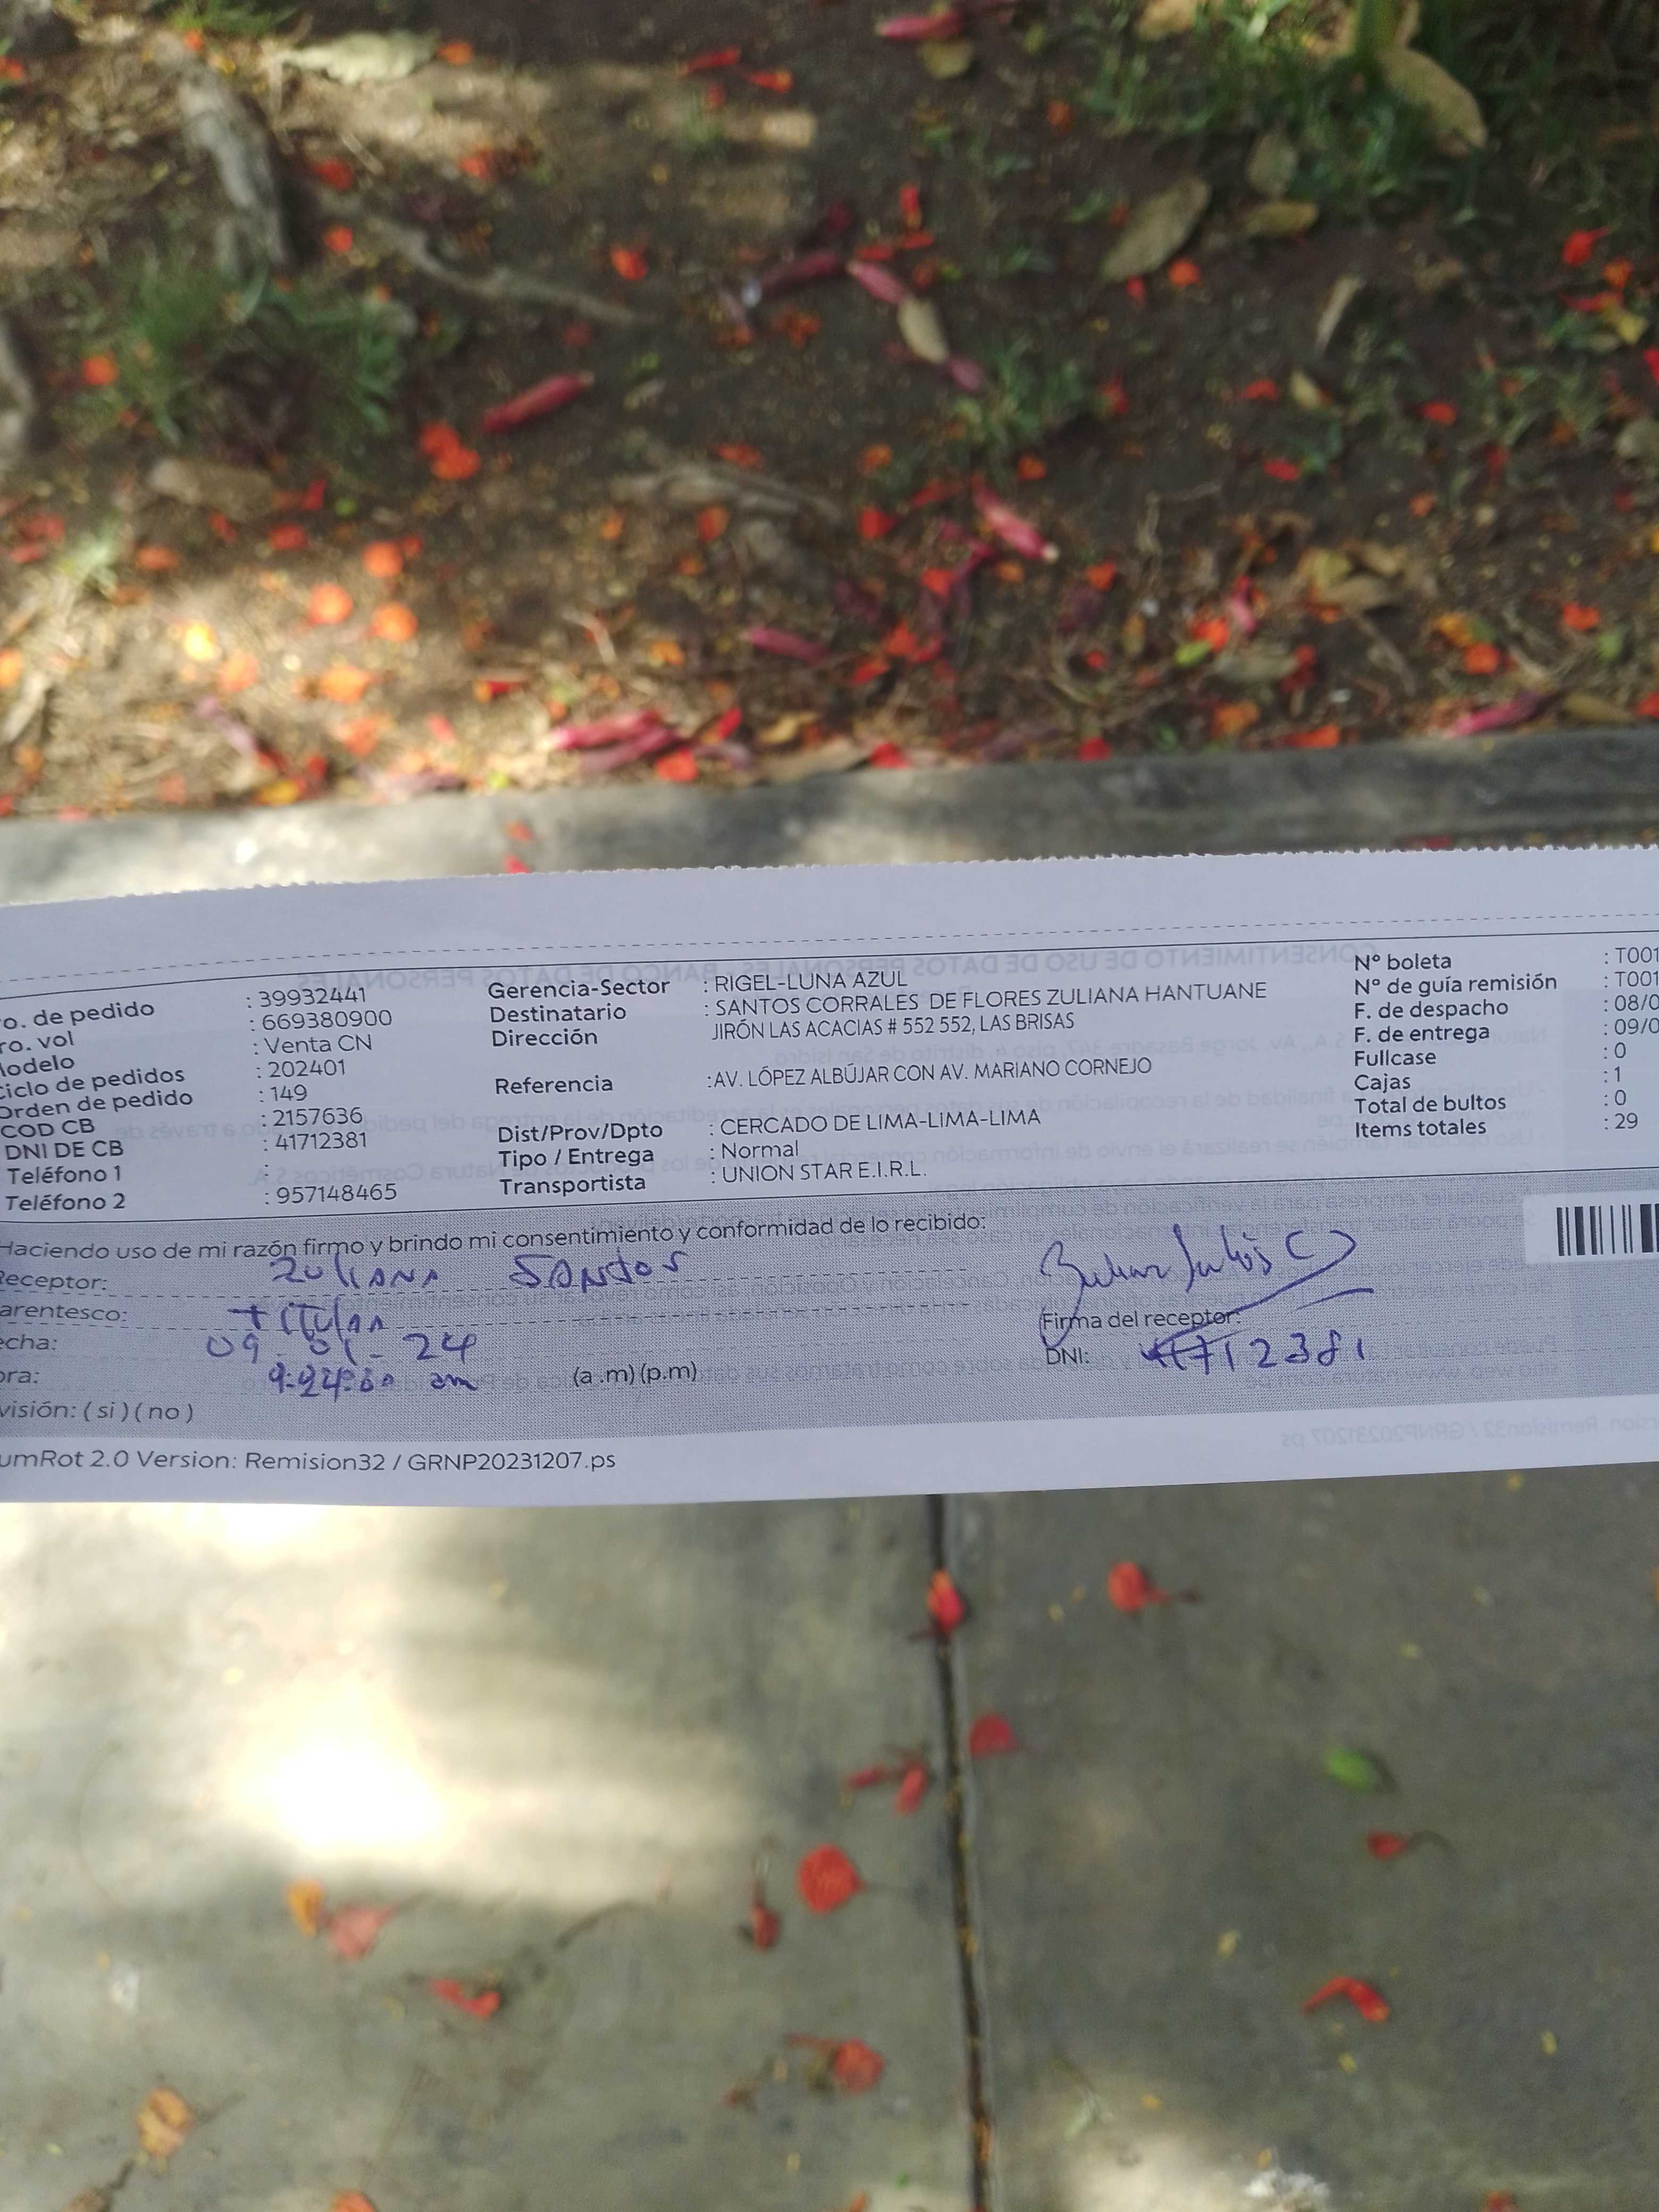 o. de pedido : 39932441
ro. vol : 669380900
odelo : Venta CN
Ciclo de pedidos : 202401
Orden de pedido : 149
COD CB : 2157636
DNI DE CB : 41712381
Teléfono 1 :
Teléfono 2 : 957148465
Gerencia-Sector : RIGEL-LUNA AZUL
Destinatario : SANTOS CORRALES DE FLORES ZULIANA HANTUANE
Dirección JIRÓN LAS ACACIAS # 552 552, LAS BRISAS
Referencia :AV. LÓPEZ ALBÚJAR CON AV. MARIANO CORNEJO
Dist/Prov/Dpto : CERCADO DE LIMA-LIMA-LIMA
Tipo / Entrega : Normal
Transportista : UNION STAR E.I.R.L.
N° boleta : T001
N° de guía remisión : T001
F. de despacho : 08/0
F. de entrega : 09/0
Fullcase : 0
Cajas : 1
Total de bultos : 0
Items totales : 29
Haciendo uso de mi razón firmo y brindo mi consentimiento y conformidad de lo recibido:
Receptor: Zuliana Santos
arentesco: titular
echa: 09-01-24
ora: am (a.m) (p.m)
visión: ( si ) ( no )
Firma del receptor:
DNI: 41712381
umRot 2.0 Version: Remision32 / GRNP20231207.ps